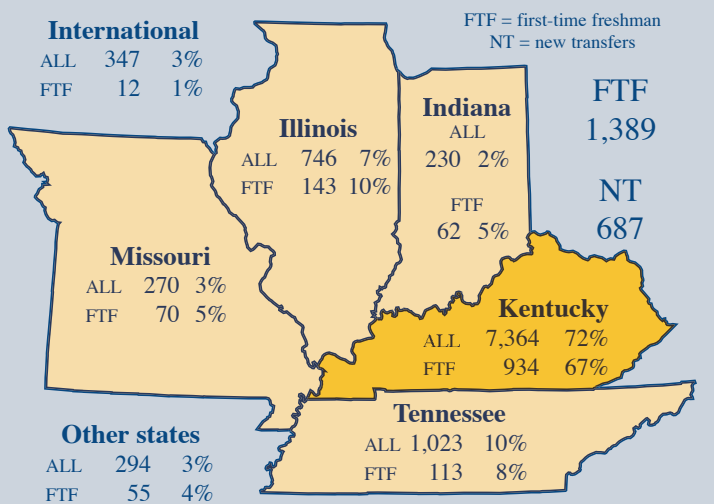 International
ALL 347 3%
FTF 12 1%
FTF = first-time freshman
NT = new transfers
FTF
1,389
NT
687
Illinois
ALL 746 7%
FTF 143 10%
Indiana
ALL
230 2%
FTF
62 5%
Missouri
ALL 270 3%
FTF 70 5%
Kentucky
ALL 7,364 72%
FTF 934 67%
Tennessee
ALL 1,023 10%
FTF 113 8%
Other states
ALL 294 3%
FTF 55 4%